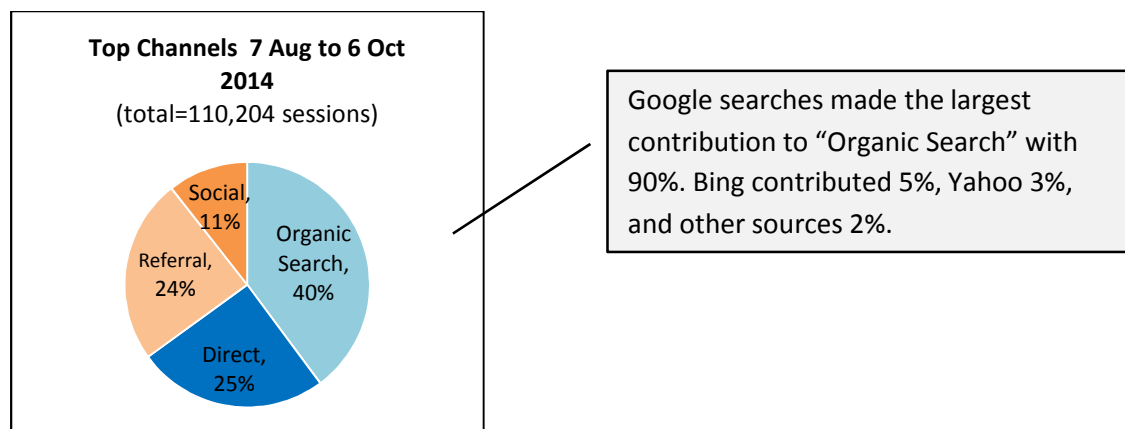 Top Channels 7 Aug to 6 Oct
2014
(total=110,204 sessions)
Social,
11%
Organic
Search,
40%
Referral,
24%
Direct,
25%
Google searches made the largest
contribution to “Organic Search” with
90%. Bing contributed 5%, Yahoo 3%,
and other sources 2%.